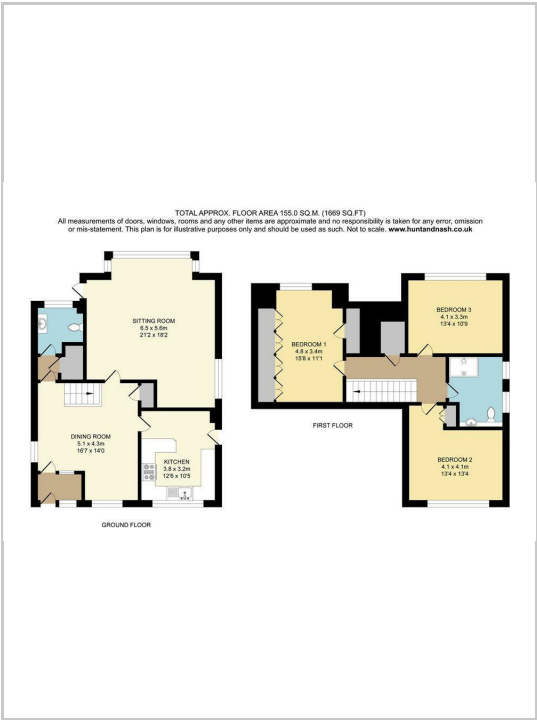 TOTAL APPROX. FLOOR AREA 155.0 SQ.M. (1669 SQ.FT)
All measurements of doors, windows, rooms and any other items are approximate and no responsibility is taken for any error, omission
or mis-statement. This plan is for illustrative purposes only and should be used as such. Not to scale. www.huntandnash.co.uk
SITTING ROOM
6.5 x 5.6m
21'2 x 18'2
DINING ROOM
5.1 x 4.3m
16'7 x 14'0
KITCHEN
3.8 x 3.2m
12'6 x 10'5
GROUND FLOOR
BEDROOM 1
4.8 x 3.4m
15'8 x 11'1
BEDROOM 3
4.1 x 3.3m
13'4 x 10'9
BEDROOM 2
4.1 x 4.1m
13'4 x 13'4
FIRST FLOOR